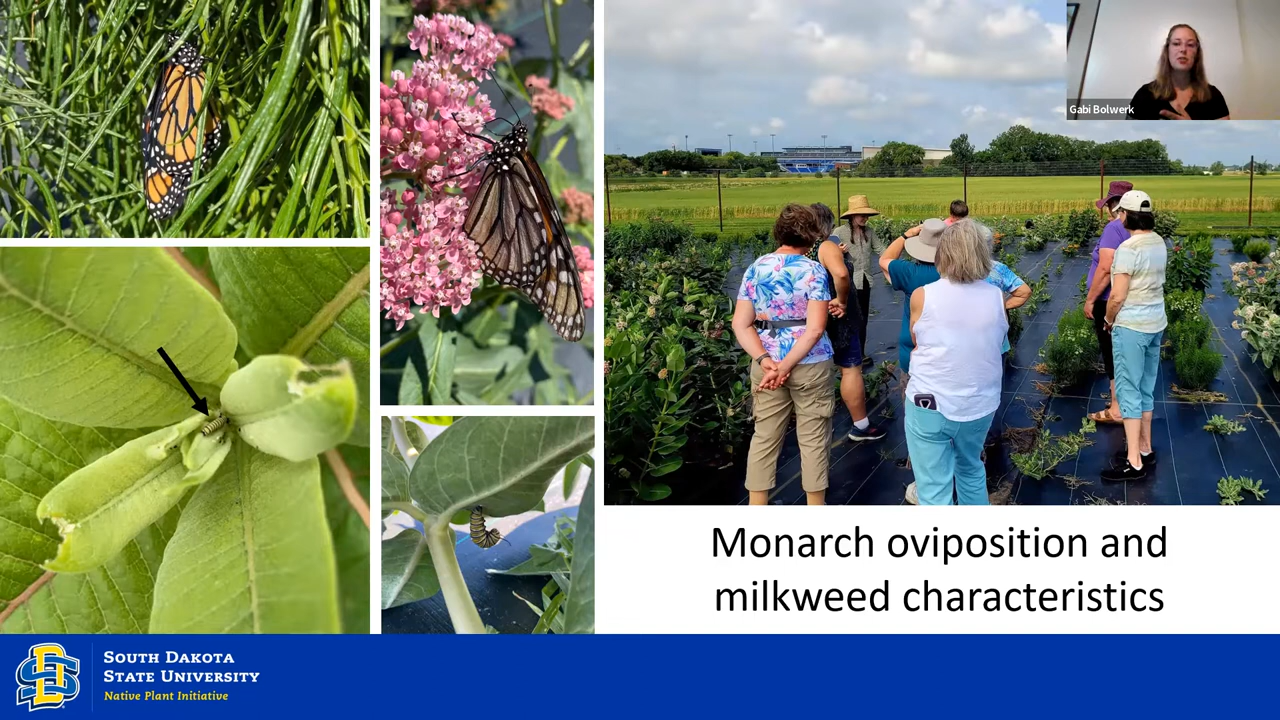 Gabi Bolwerk
Monarch oviposition and
milkweed characteristics
SOUTH DAKOTA
STATE UNIVERSITY
Native Plant Initiative